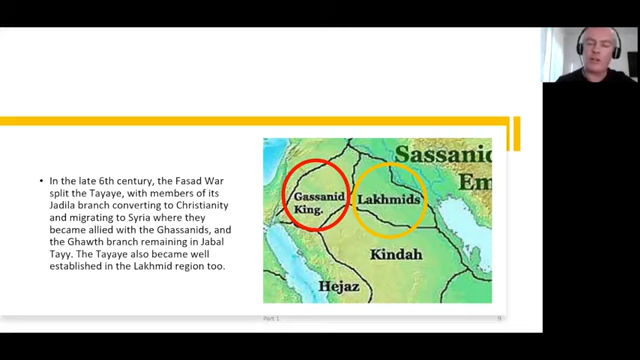 • In the late 6th century, the Fasad War
split the Tayaye, with members of its
Jadila branch converting to Christianity
and migrating to Syria where they
became allied with the Ghassanids, and
the Ghawth branch remaining in Jabal
Tayy. The Tayaye also became well
established in the Lakhmid region too.
Sassanid
Em
Gassanid
King.
Lakhmids
Kindah
Hejaz
Part 1
9